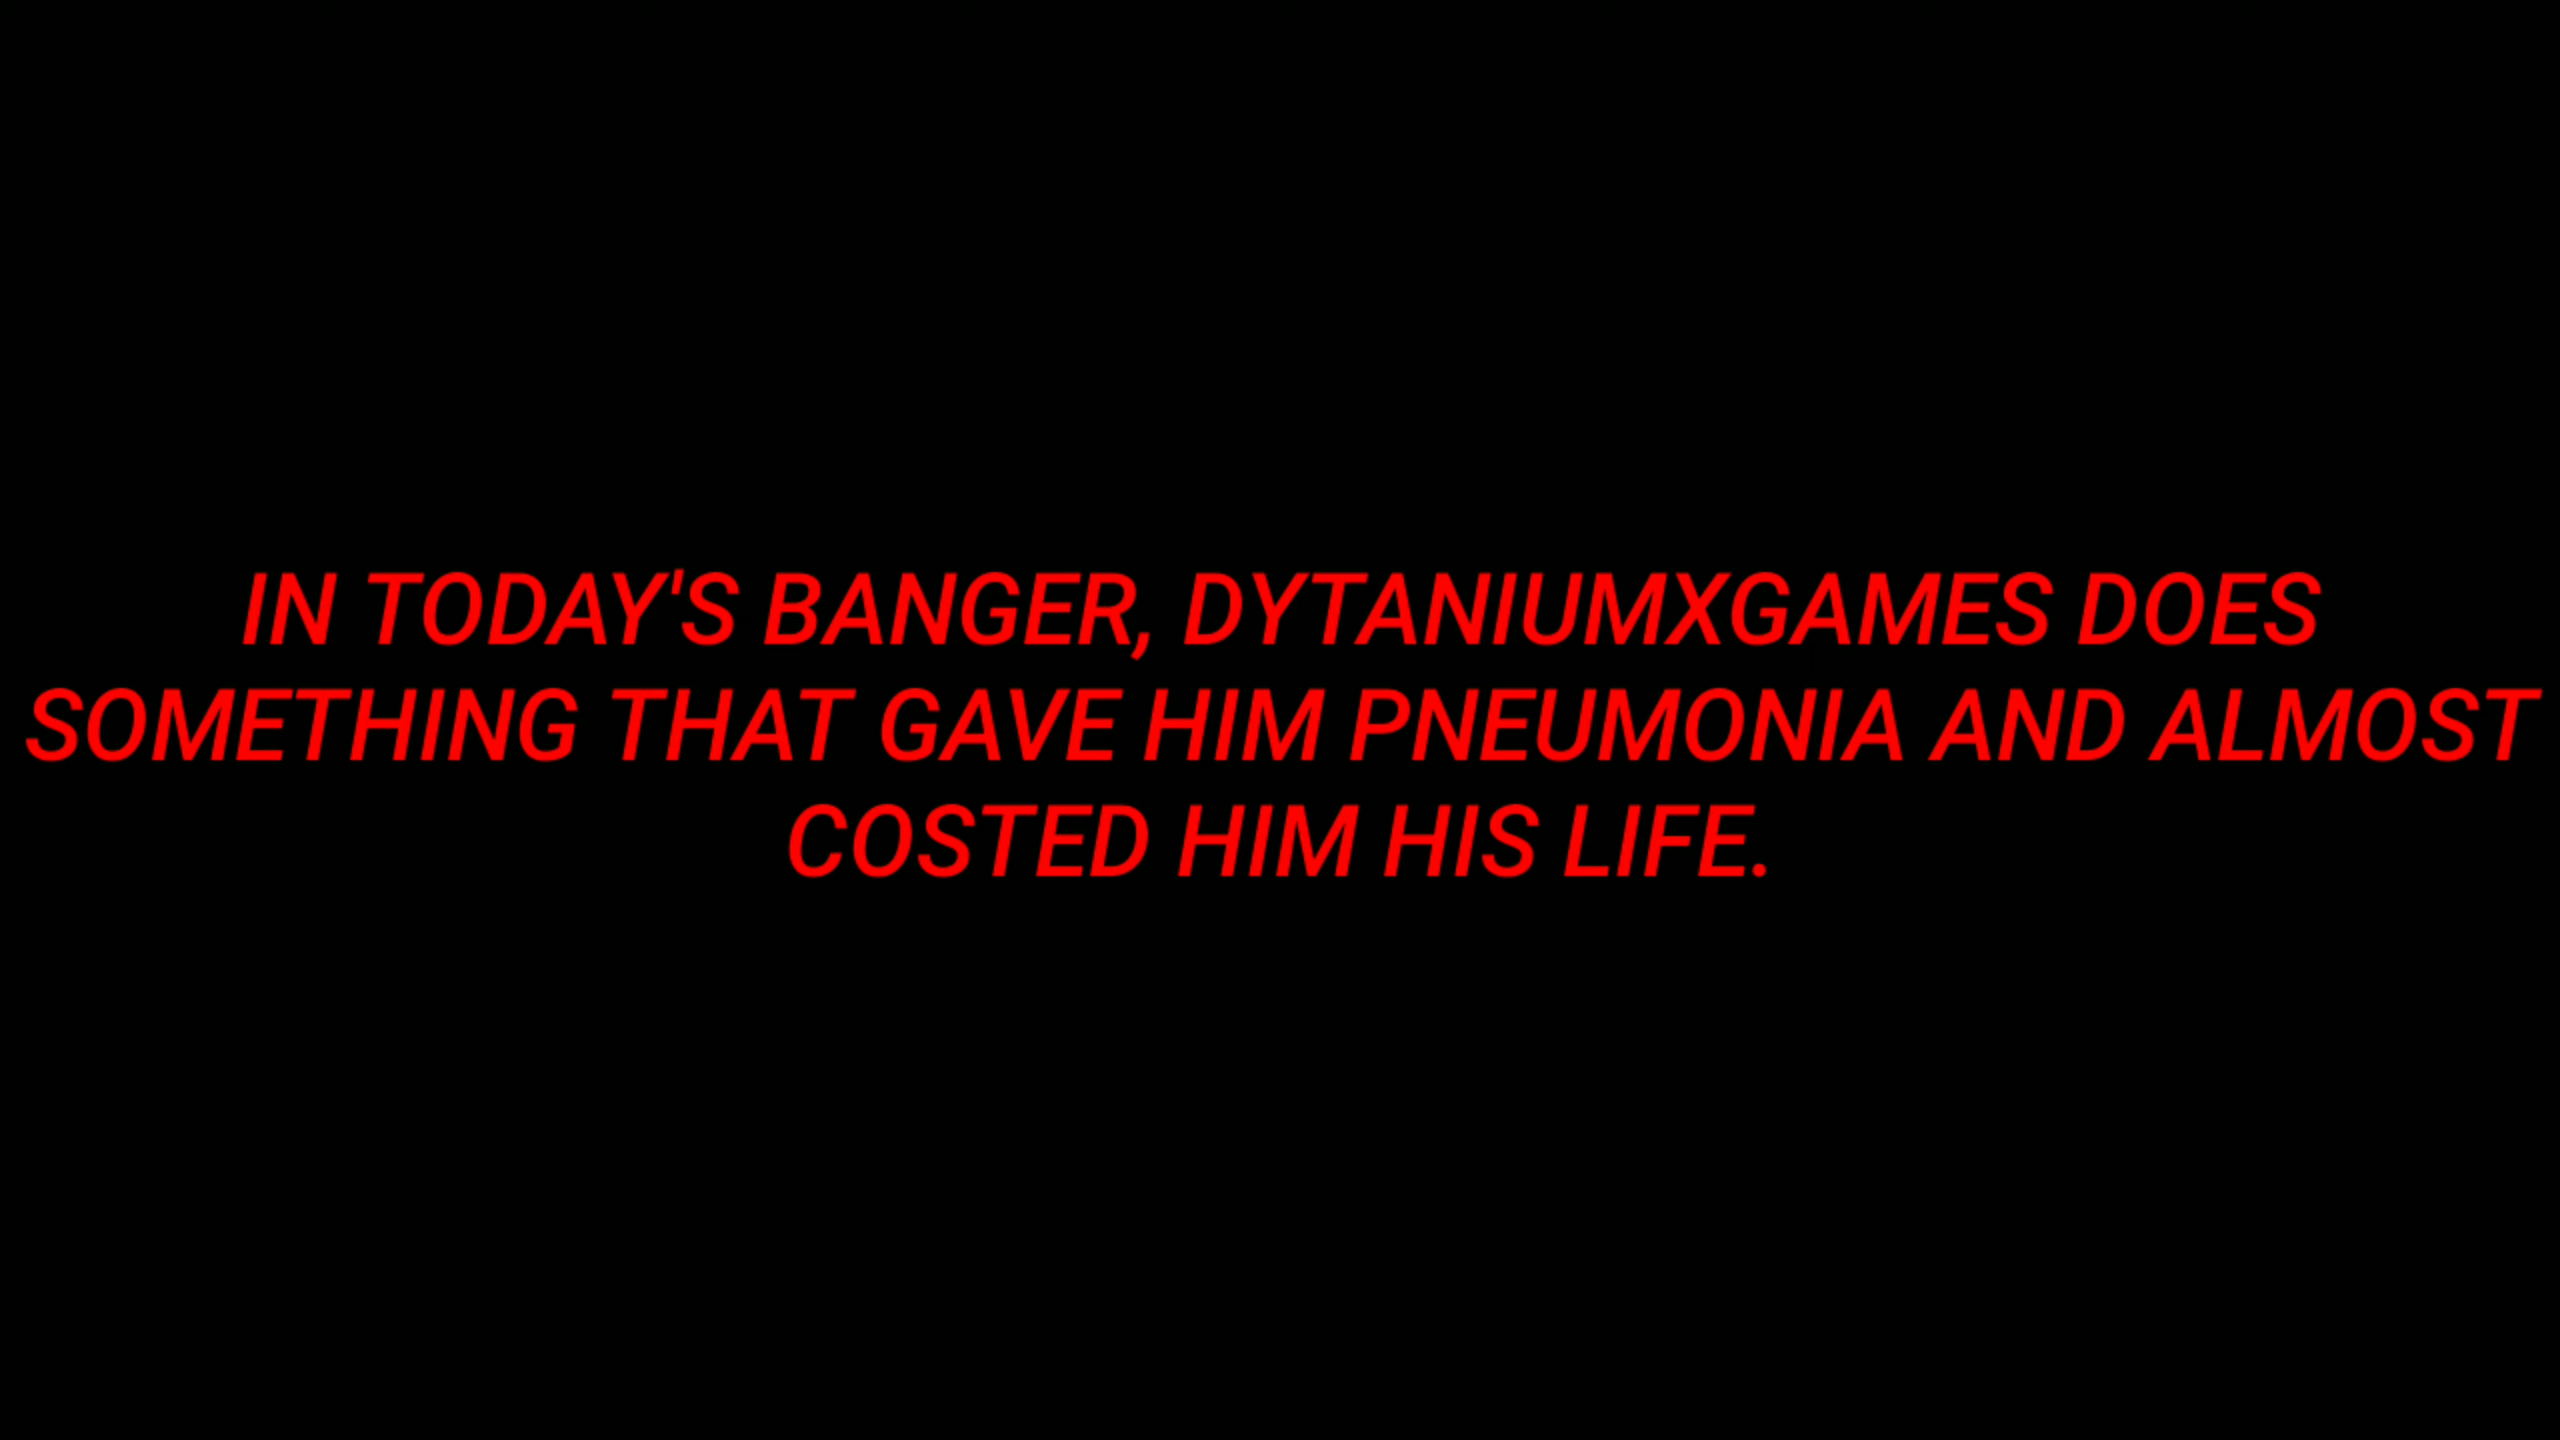 IN TODAY'S BANGER, DYTANIUMXGAMES DOES
SOMETHING THAT GAVE HIM PNEUMONIA AND ALMOST
COSTED HIM HIS LIFE.